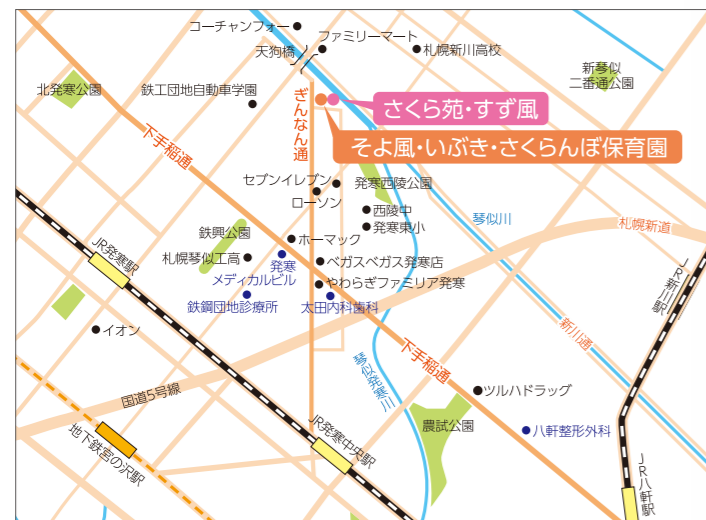 コーチャンフォー
ファミリーマート
天狗橋
札幌新川高校
新琴似
二番通公園
北発寒公園
鉄工団地自動車学園
さくら苑・すず風
ぎんなん通
そよ風・いぶき・さくらんぼ保育園
下手稲通
セブンイレブン
発寒西陵公園
ローソン
西陵中
琴似川
発寒東小
札幌新道
鉄興公園
ホーマック
JR発寒駅
札幌琴似工高
発寒
メディカルビル
ベガスベガス発寒店
JR新川駅
やわらぎファミリア発寒
鉄鋼団地診療所
太田内科歯科
新川通
イオン
下手稲通
琴似発寒川
国道5号線
ツルハドラッグ
農試公園
八軒整形外科
地下鉄宮の沢駅
JR発寒中央駅
JR八軒駅